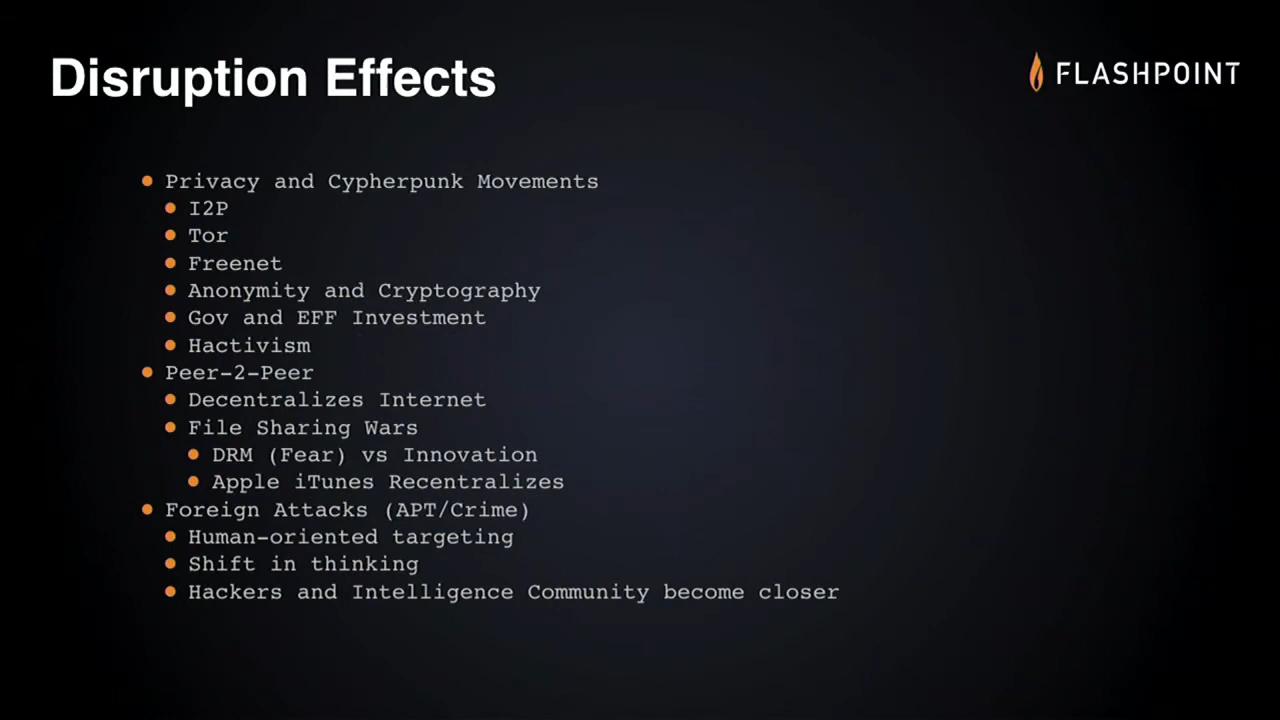 Disruption Effects
FLASHPOINT
Privacy and Cypherpunk Movements
I2P
Tor
Freenet
Anonymity and Cryptography
Gov and EFF Investment
Hactivism
Peer-2-Peer
Decentralizes Internet
File Sharing Wars
DRM (Fear) vs Innovation
Apple iTunes Recentralizes
Foreign Attacks (APT/Crime)
Human-oriented targeting
Shift in thinking
Hackers and Intelligence Community become closer